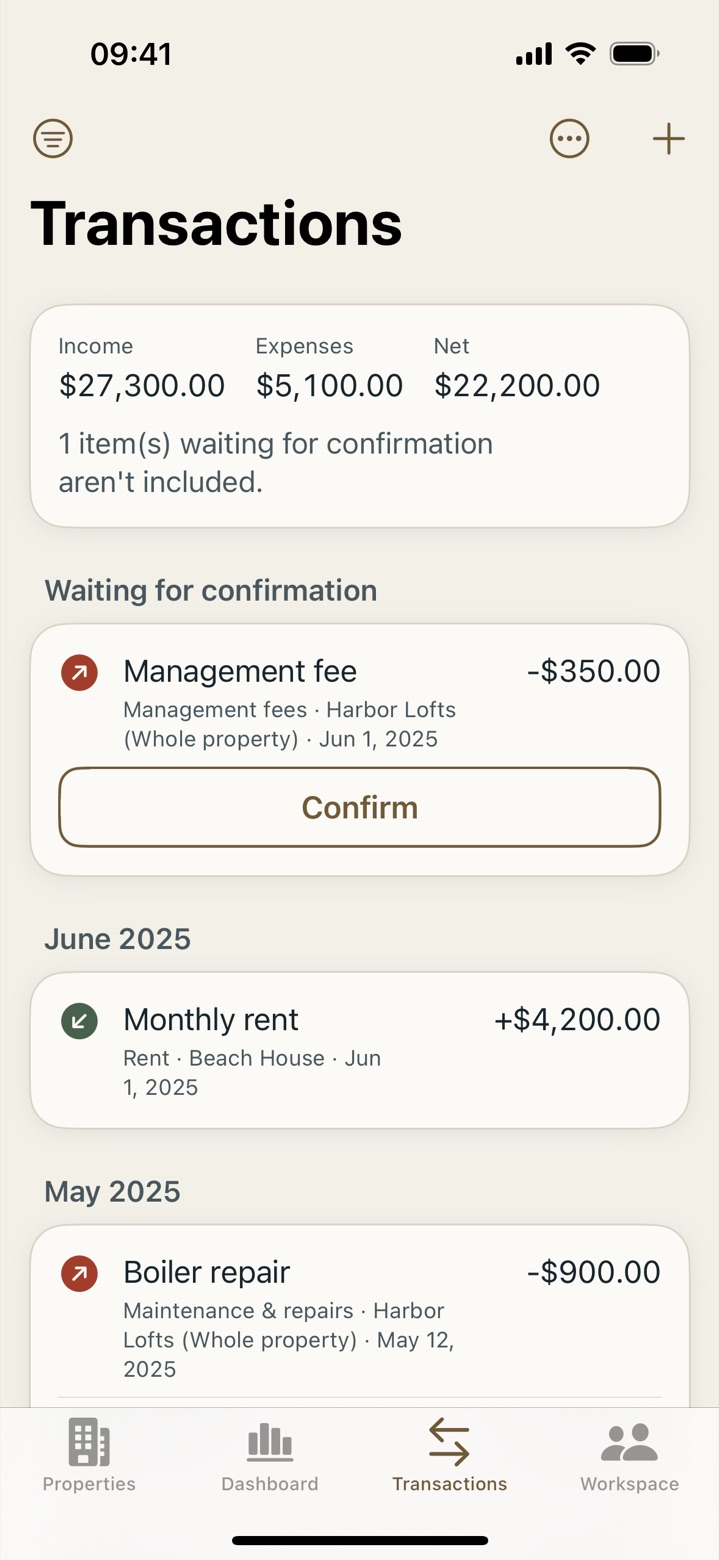 09:41
Transactions
Income Expenses Net
$27,300.00 $5,100.00 $22,200.00
1 item(s) waiting for confirmation
aren't included.
Waiting for confirmation
Management fee -$350.00
Management fees · Harbor Lofts
(Whole property) · Jun 1, 2025
Confirm
June 2025
Monthly rent +$4,200.00
Rent · Beach House · Jun
1, 2025
May 2025
Boiler repair -$900.00
Maintenance & repairs · Harbor
Lofts (Whole property) · May 12,
2025
Properties Dashboard Transactions Workspace